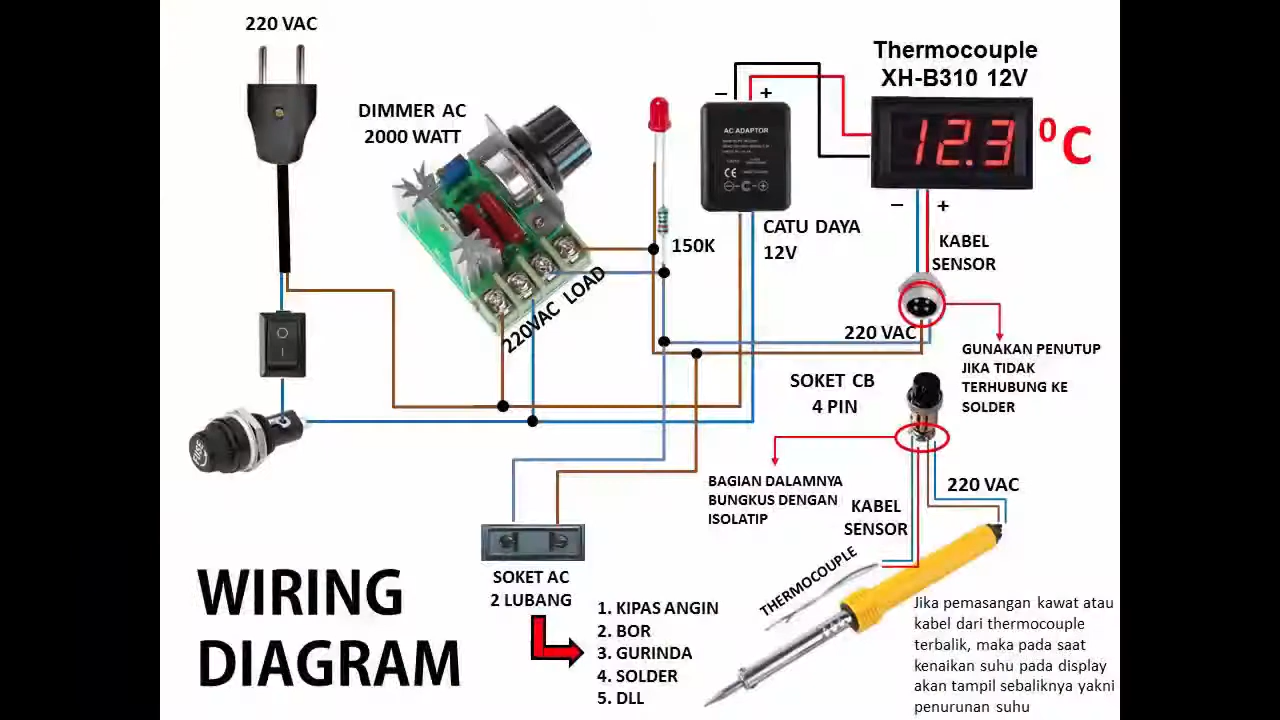 220 VAC
DIMMER AC
2000 WATT
220VAC LOAD
150K
– +
AC ADAPTOR
CATU DAYA
12V
Thermocouple
XH-B310 12V
12.3
⁰C
– +
KABEL
SENSOR
220 VAC
GUNAKAN PENUTUP
JIKA TIDAK
TERHUBUNG KE
SOLDER
SOKET CB
4 PIN
FUSE
BAGIAN DALAMNYA
BUNGKUS DENGAN
ISOLATIP
KABEL
SENSOR
220 VAC
THERMOCOUPLE
SOKET AC
2 LUBANG
1. KIPAS ANGIN
2. BOR
3. GURINDA
4. SOLDER
5. DLL
WIRING
DIAGRAM
Jika pemasangan kawat atau
kabel dari thermocouple
terbalik, maka pada saat
kenaikan suhu pada display
akan tampil sebaliknya yakni
penurunan suhu